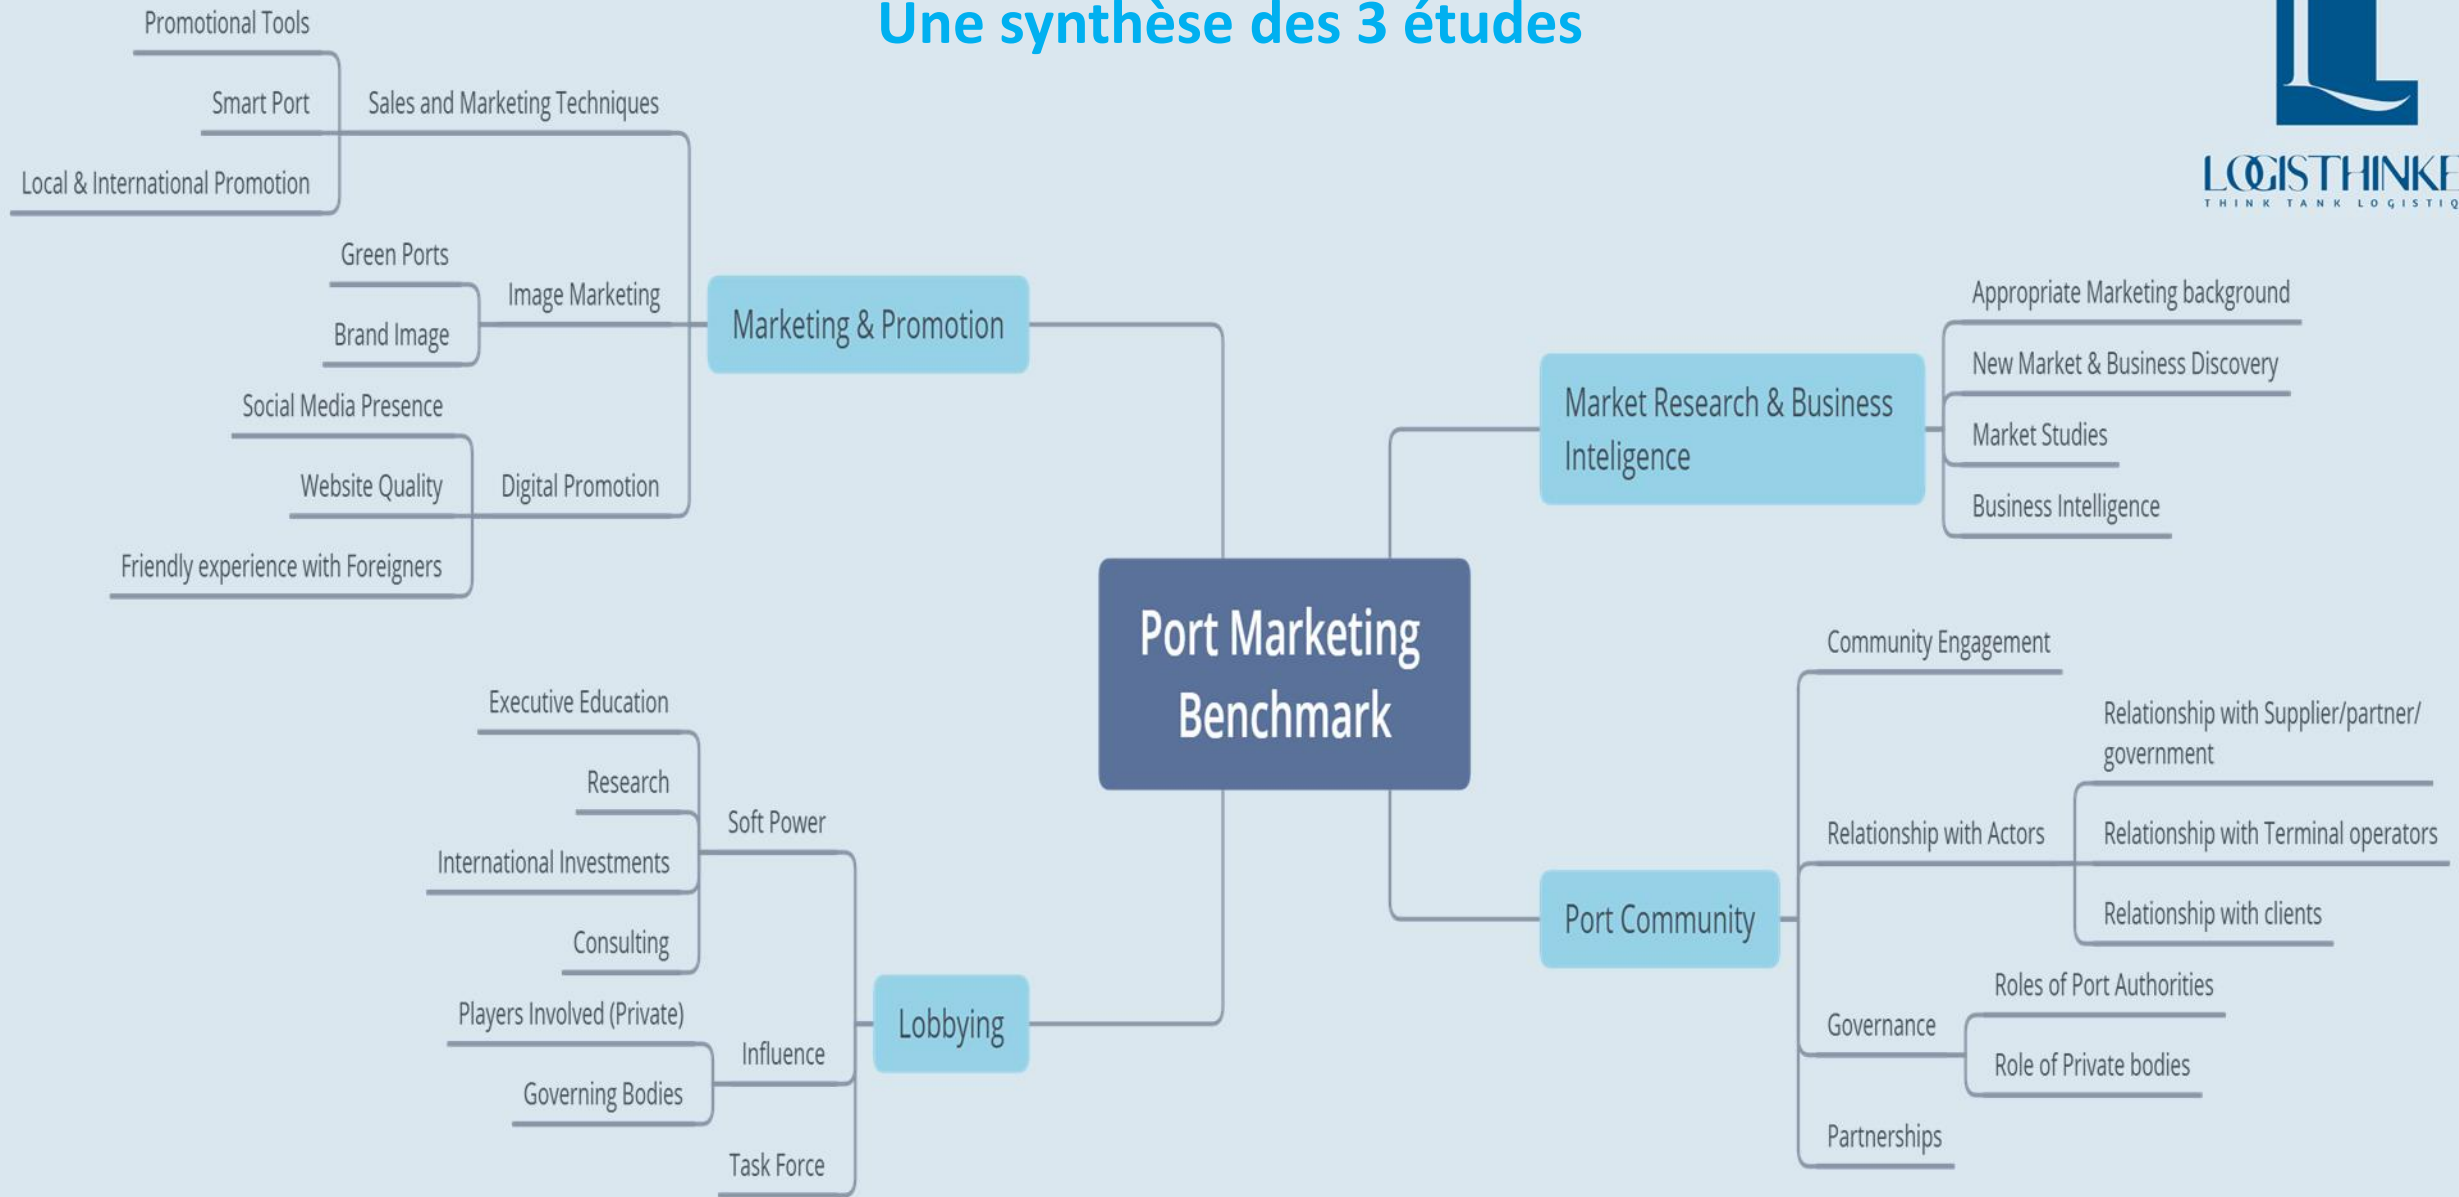 Une synthèse des 3 études
Promotional Tools
Smart Port
Sales and Marketing Techniques
Local & International Promotion
Green Ports
Image Marketing
Brand Image
Marketing & Promotion
Social Media Presence
Website Quality
Digital Promotion
Friendly experience with Foreigners
LOGISTHINKE
THINK TANK LOGISTIQ
Market Research & Business
Inteligence
Appropriate Marketing background
New Market & Business Discovery
Market Studies
Business Intelligence
Port Marketing
Benchmark
Executive Education
Research
Soft Power
International Investments
Consulting
Players Involved (Private)
Influence
Governing Bodies
Task Force
Lobbying
Port Community
Community Engagement
Relationship with Actors
Relationship with Supplier/partner/
government
Relationship with Terminal operators
Relationship with clients
Governance
Roles of Port Authorities
Role of Private bodies
Partnerships